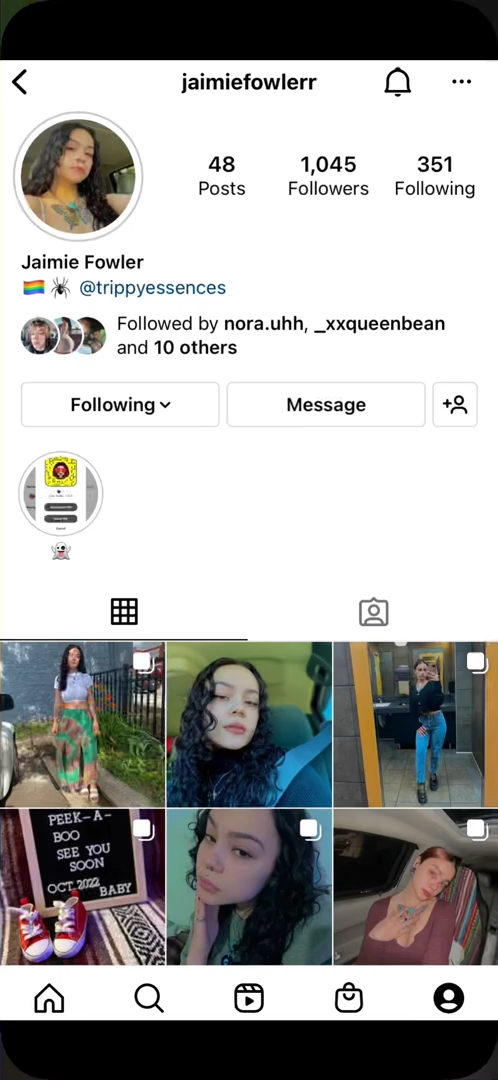 jaimiefowlerr
48
1,045
351
Posts
Followers
Following
Jaimie Fowler
🏳️‍🌈 🕷️ @trippyessences
Followed by nora.uhh, _xxqueenbean
and 10 others
Following
Message
👻
PEEK-A-
BOO
SEE YOU
SOON
OCT.2022
BABY